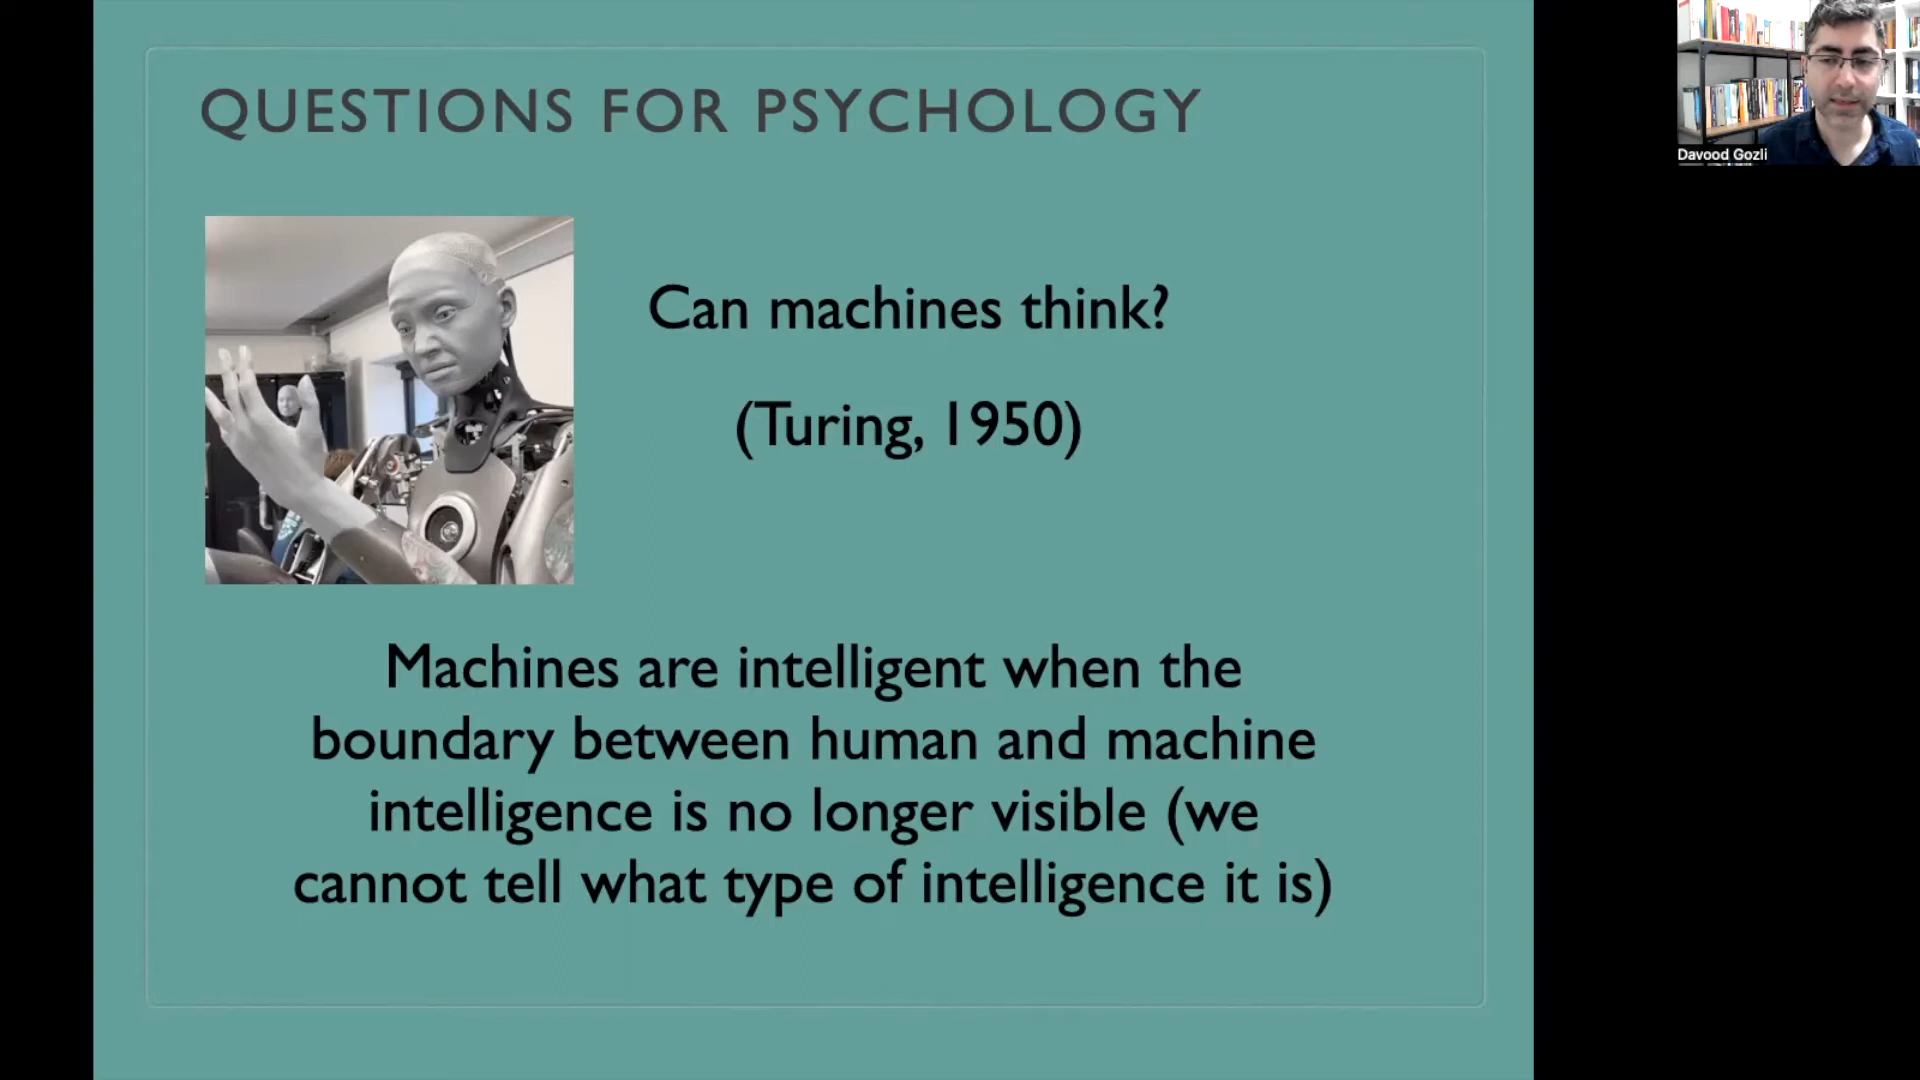 QUESTIONS FOR PSYCHOLOGY
Can machines think?
(Turing, 1950)
Machines are intelligent when the
boundary between human and machine
intelligence is no longer visible (we
cannot tell what type of intelligence it is)
Davood Gozli